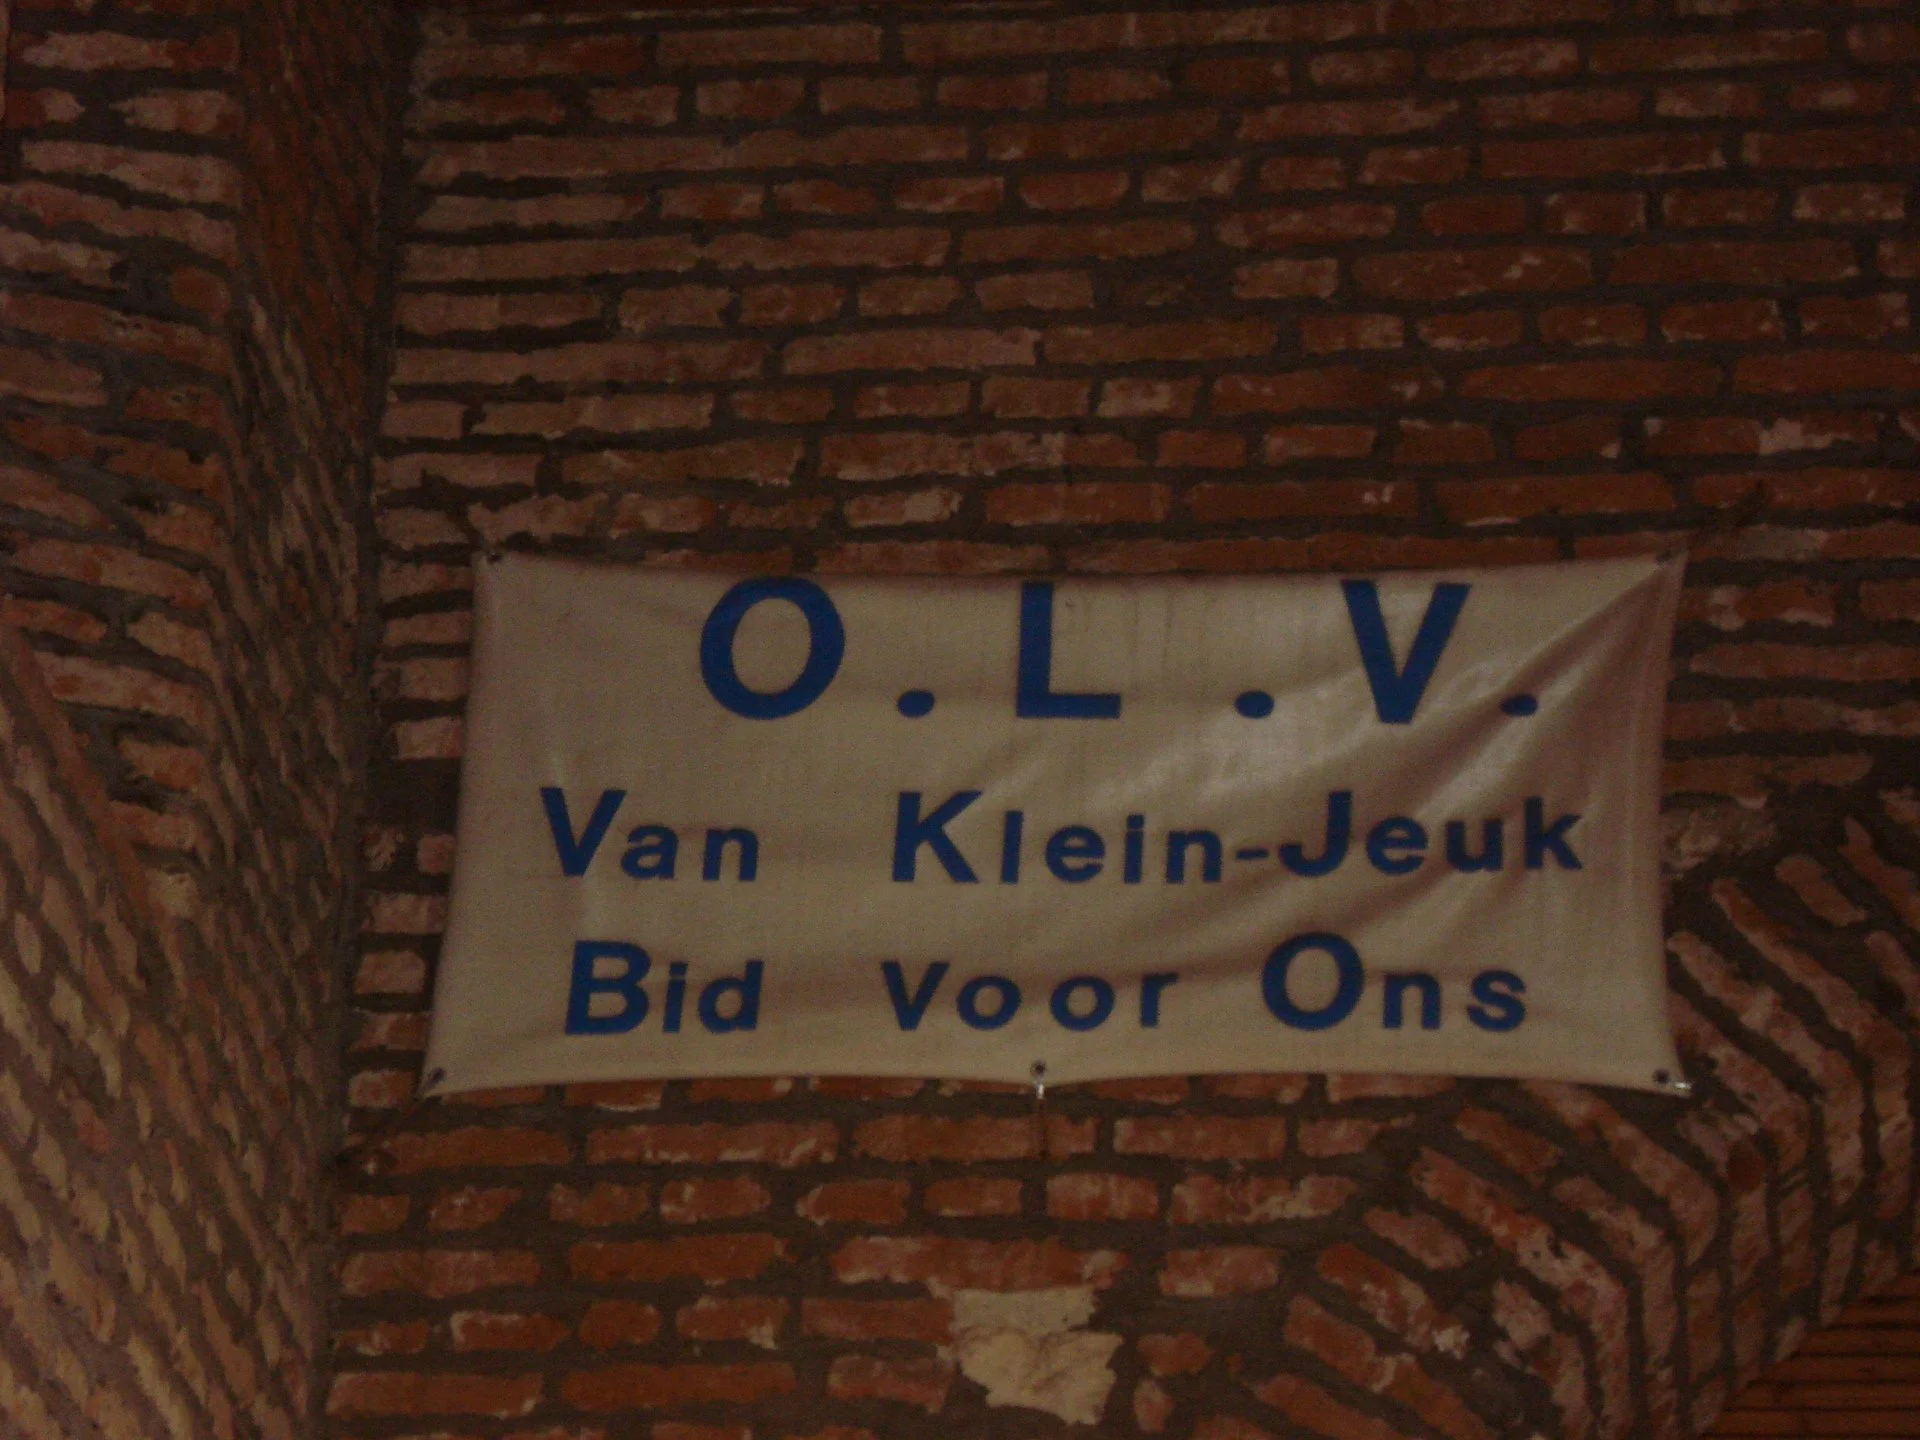 O.L.V.
Van Klein-Jeuk
Bid voor Ons